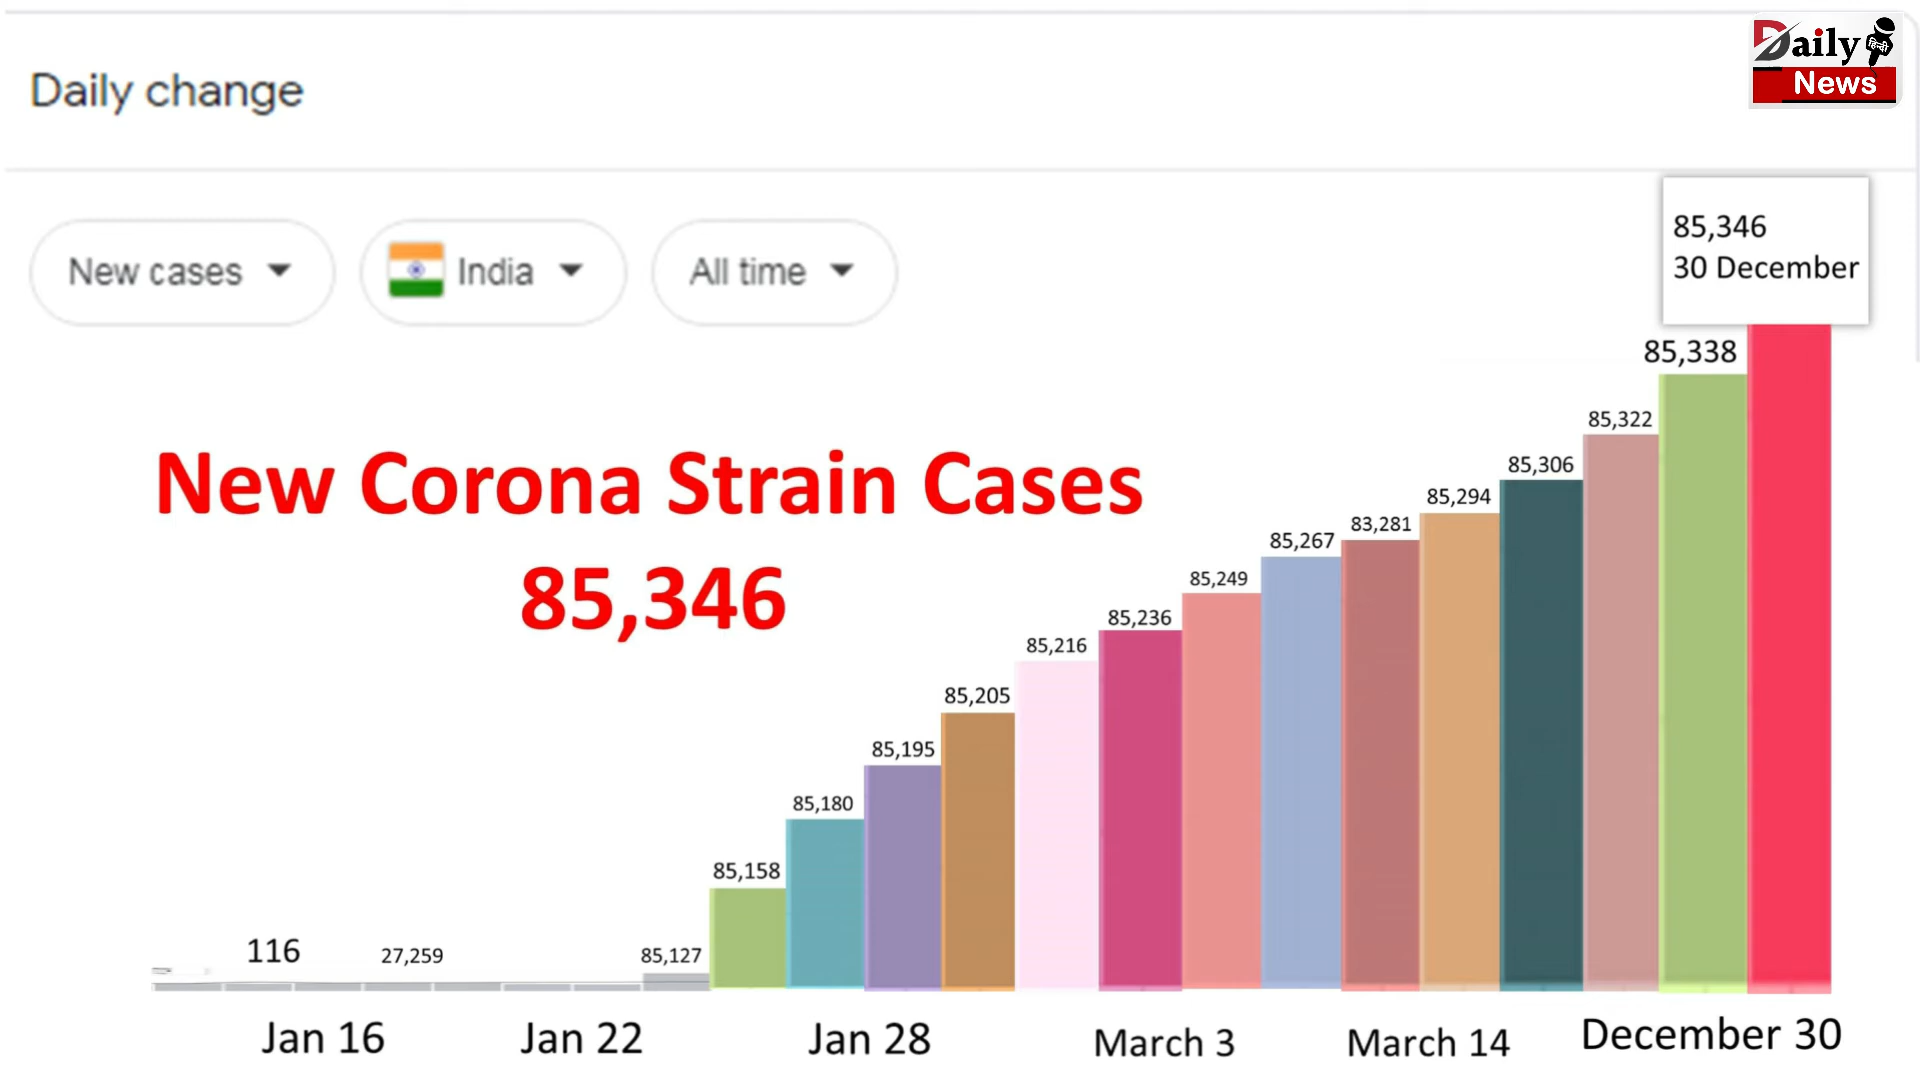 Daily
हिन्दी
News
Daily change
New cases
India
All time
85,346
30 December
New Corona Strain Cases
85,346
116
27,259
85,127
85,158
85,180
85,195
85,205
85,216
85,236
85,249
85,267
83,281
85,294
85,306
85,322
85,338
Jan 16
Jan 22
Jan 28
March 3
March 14
December 30